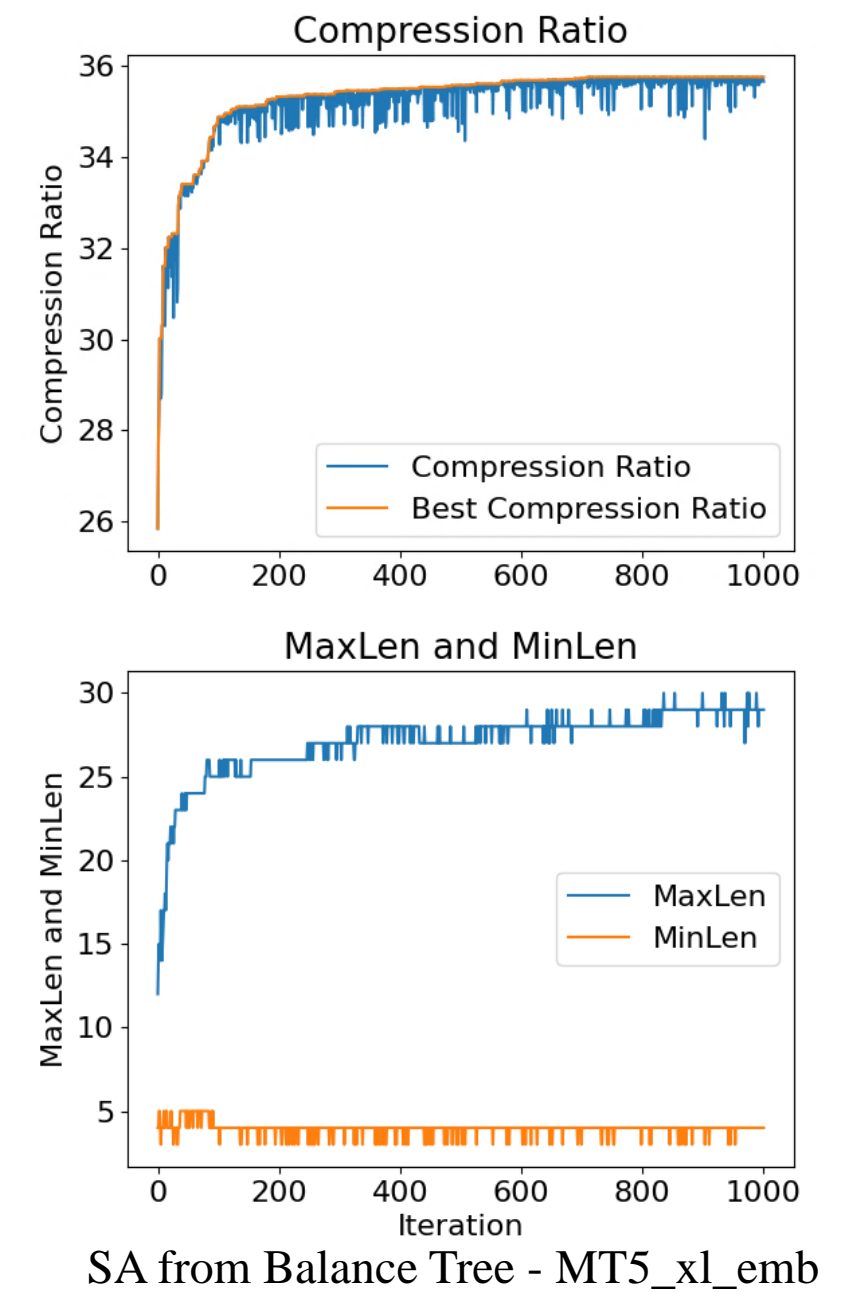 Compression Ratio
36
34
32
30
28
26
Compression Ratio
Compression Ratio
Best Compression Ratio
0 200 400 600 800 1000
MaxLen and MinLen
30
25
20
15
10
5
MaxLen and MinLen
MaxLen
MinLen
0 200 400 600 800 1000
Iteration
SA from Balance Tree - MT5_xl_emb